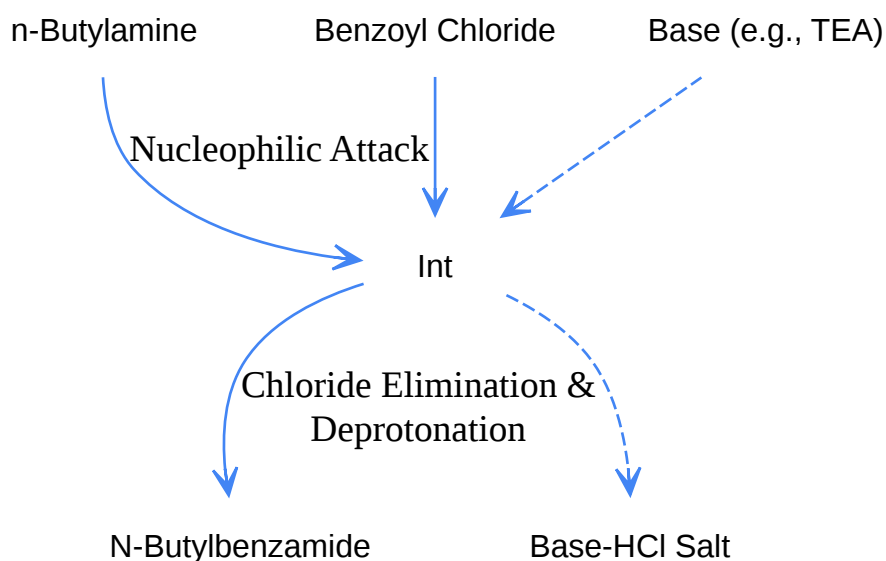 n-Butylamine
Benzoyl Chloride
Base (e.g., TEA)
Nucleophilic Attack
Int
Chloride Elimination &
Deprotonation
N-Butylbenzamide
Base-HCl Salt